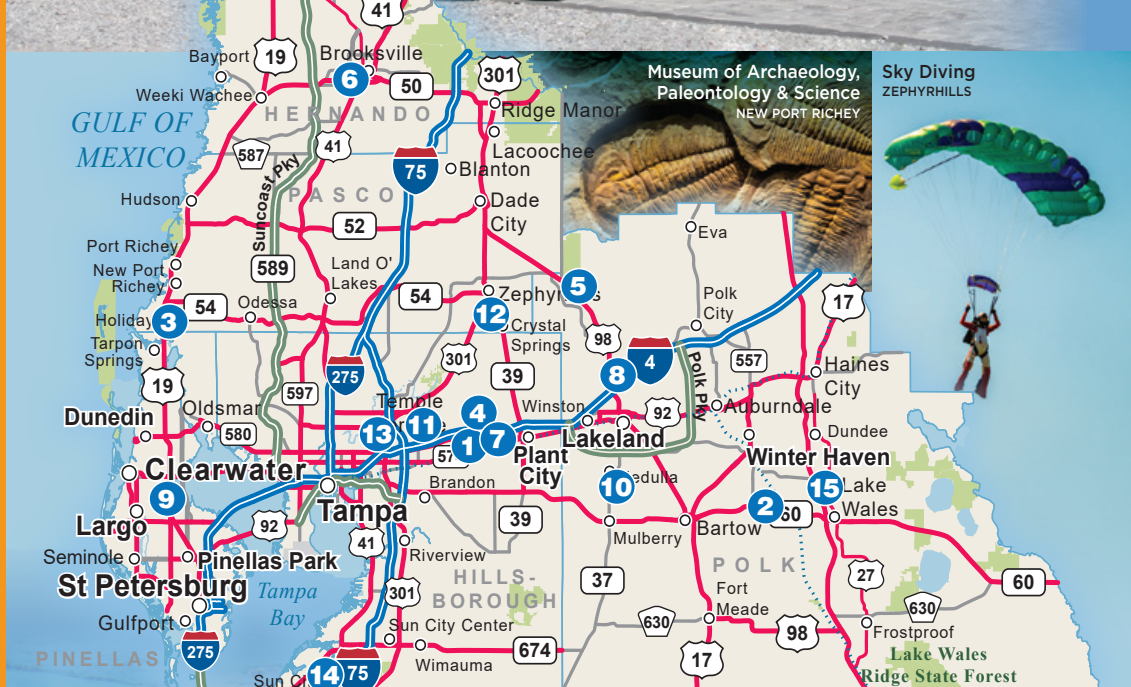 41
19
Bayport
Brooksville
6
50
301
Weeki Wachee
Ridge Manor
HERNANDO
GULF OF
MEXICO
587
41
Lacoochee
75
Blanton
Suncoast Pky
PASCO
Hudson
Dade
City
52
Port Richey
New Port
Richey
589
Land O'
Lakes
54
54
Odessa
Holiday
3
12
5
Crystal
Springs
Tarpon
Springs
19
275
597
301
39
98
Museum of Archaeology,
Paleontology & Science
NEW PORT RICHEY
Sky Diving
ZEPHYRHILLS
Eva
Polk
City
17
4
8
557
Polk Pky
Haines
City
Dunedin
Oldsmar
580
Temple
13
11
4
1
7
Winston
92
Auburndale
Lakeland
Plant
City
Dundee
Clearwater
9
Tampa
Brandon
10
Winter Haven
15
2
60
Lake
Wales
Largo
92
39
Mulberry
Bartow
Seminole
Pinellas Park
41
Riverview
St Petersburg
Tampa
Bay
301
HILLS-
BOROUGH
37
POLK
27
60
Fort
Meade
630
630
Gulfport
Sun City Center
98
Frostproof
275
PINELLAS
Wimauma
674
17
Lake Wales
Ridge State Forest
14
75